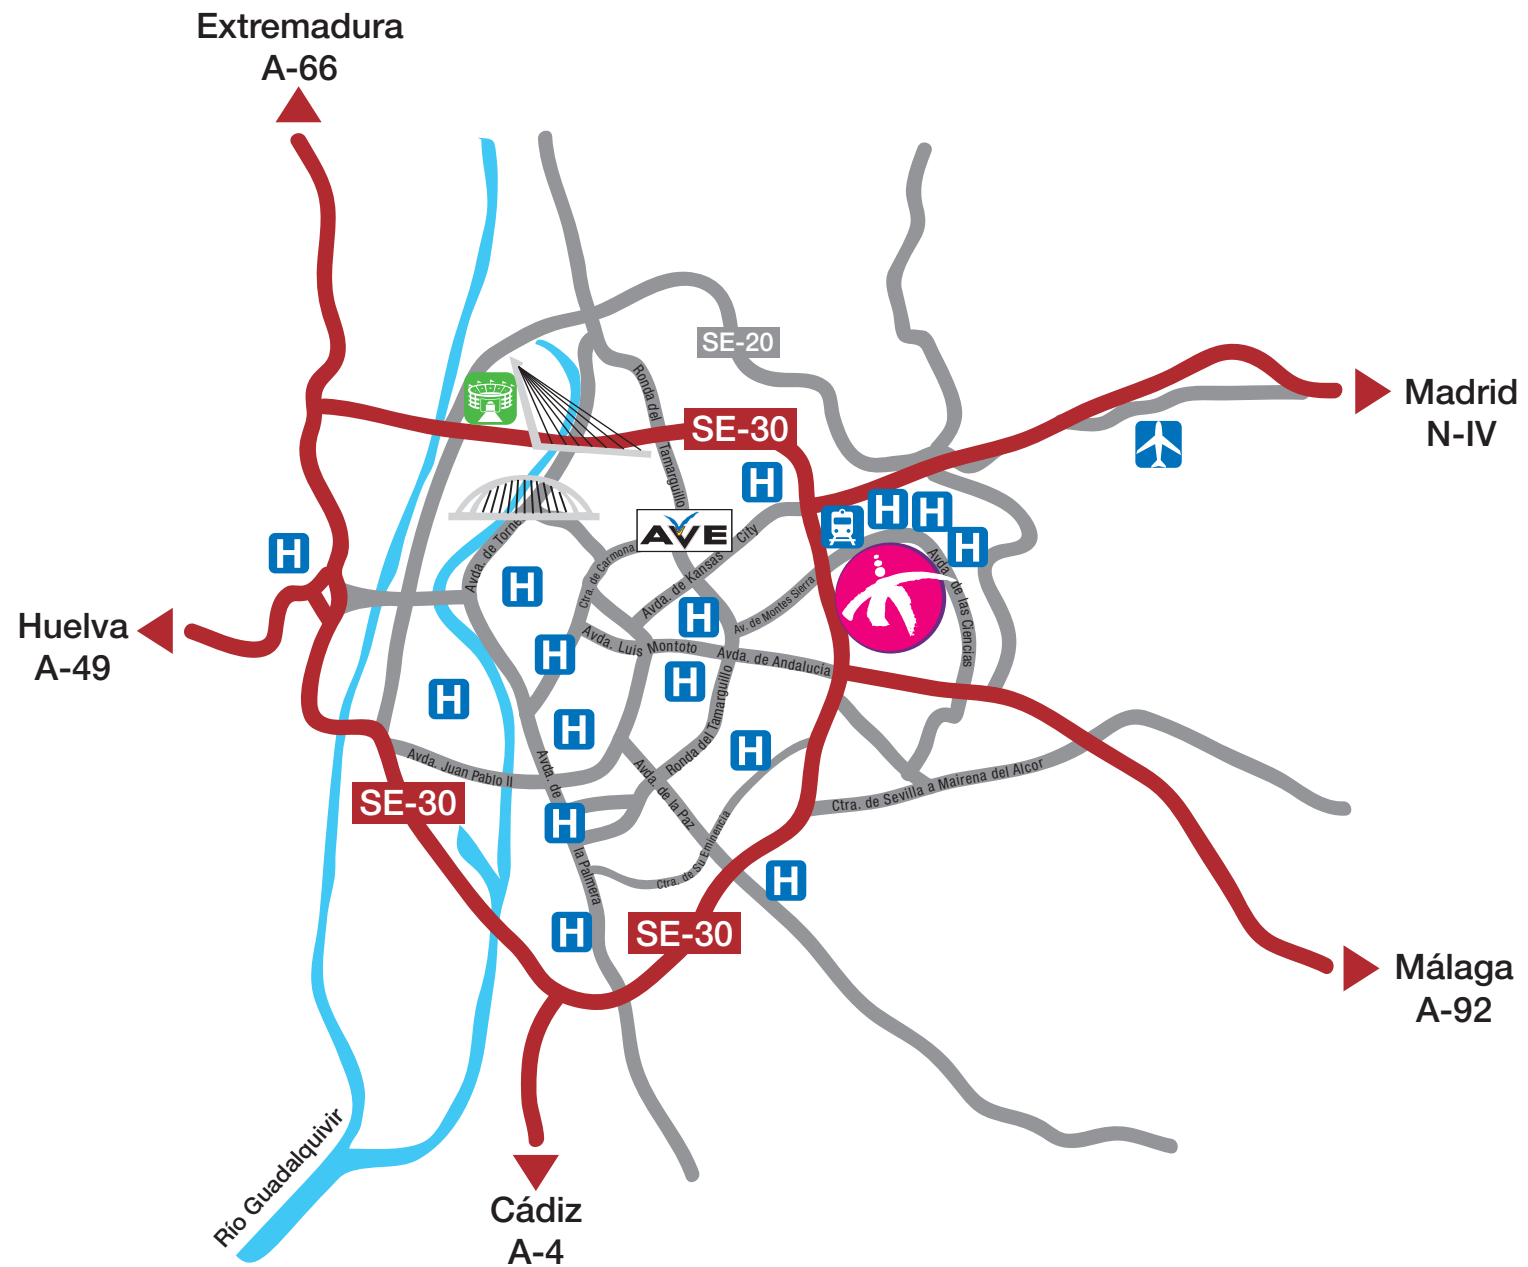 Extremadura
A-66
SE-20
Ronda del Tamarguillo
SE-30
Madrid
N-IV
H
H
H
H
H
AVE
City
Avda. de Torne
Ctra. de Carmona
Avda. de Kansas
Av. de Montes Sierra
Avda. de las Ciencias
H
H
Huelva
A-49
Avda. Luis Montoto
Avda. de Andalucía
H
H
H
H
H
Ronda del Tamarguillo
Avda. Juan Pablo II
Avda. de la Palmera
Avda. de la Paz
Ctra. de Sevilla a Mairena del Alcor
SE-30
H
Ctra. de Su Eminencia
H
H
SE-30
Málaga
A-92
Río Guadalquivir
Cádiz
A-4